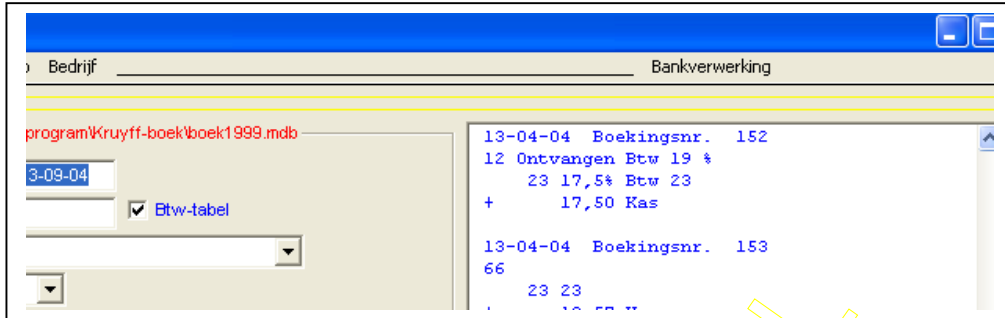 Bedrijf Bankverwerking
program\Kruyff-boek\boek1999.mdb
3-09-04
Btw-tabel
13-04-04 Boekingsnr. 152
12 Ontvangen Btw 19 %
23 17,5% Btw 23
+ 17,50 Kas
13-04-04 Boekingsnr. 153
66
23 23